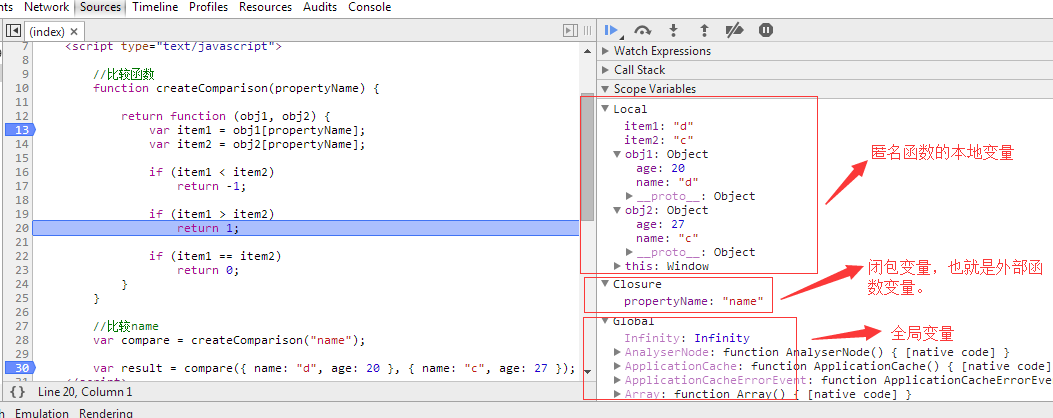 nts Network Sources Timeline Profiles Resources Audits Console
(index) ×
7 <script type="text/javascript">
8
9 //比较函数
10 function createComparison(propertyName) {
11
12 return function (obj1, obj2) {
13 var item1 = obj1[propertyName];
14 var item2 = obj2[propertyName];
15
16 if (item1 < item2)
17 return -1;
18
19 if (item1 > item2)
20 return 1;
21
22 if (item1 == item2)
23 return 0;
24 }
25 }
26
27 //比较name
28 var compare = createComparison("name");
29
30 var result = compare({ name: "d", age: 20 }, { name: "c", age: 27 });
31 </script>
{} Line 20, Column 1
h Emulation Rendering
Watch Expressions
Call Stack
Scope Variables
Local
item1: "d"
item2: "c"
obj1: Object
age: 20
name: "d"
__proto__: Object
obj2: Object
age: 27
name: "c"
__proto__: Object
this: Window
匿名函数的本地变量
Closure
propertyName: "name"
闭包变量，也就是外部函
数变量。
Global
Infinity: Infinity
AnalyserNode: function AnalyserNode() { [native code] }
ApplicationCache: function ApplicationCache() { [native code]
ApplicationCacheErrorEvent: function ApplicationCacheErrorEve
Array: function Array() { [native code] }
全局变量